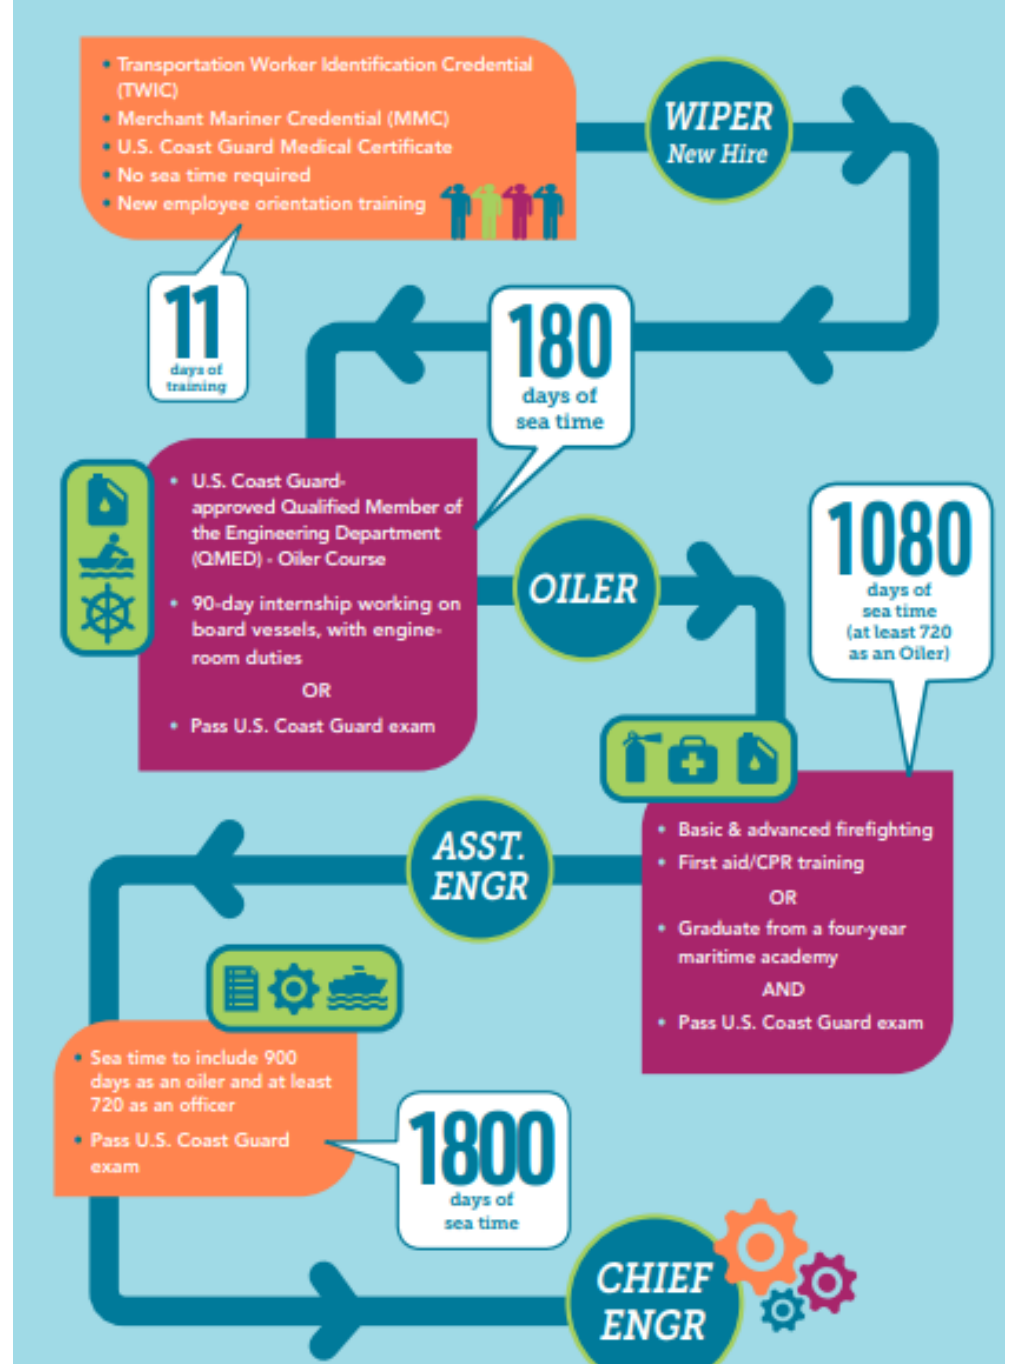 • Transportation Worker Identification Credential
(TWIC)
• Merchant Mariner Credential (MMC)
• U.S. Coast Guard Medical Certificate
• No sea time required
• New employee orientation training
WIPER
New Hire
11
days of
training
180
days of
sea time
• U.S. Coast Guard-
approved Qualified Member of
the Engineering Department
(QMED) - Oiler Course
• 90-day internship working on
board vessels, with engine-
room duties
OR
• Pass U.S. Coast Guard exam
OILER
1080
days of
sea time
(at least 720
as an Oiler)
• Basic & advanced firefighting
• First aid/CPR training
OR
• Graduate from a four-year
maritime academy
AND
• Pass U.S. Coast Guard exam
ASST.
ENGR
• Sea time to include 900
days as an oiler and at least
720 as an officer
• Pass U.S. Coast Guard
exam
1800
days of
sea time
CHIEF
ENGR